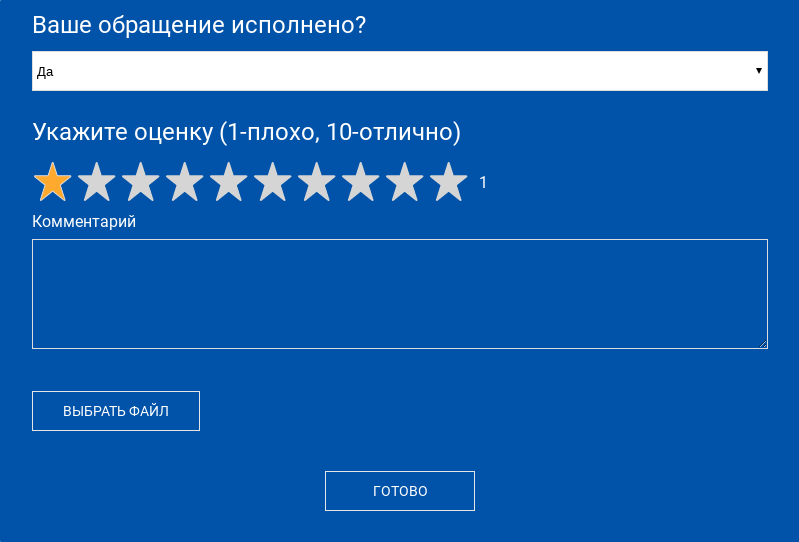 Ваше обращение исполнено?
Да
Укажите оценку (1-плохо, 10-отлично)
1
Комментарий
ВЫБРАТЬ ФАЙЛ
ГОТОВО